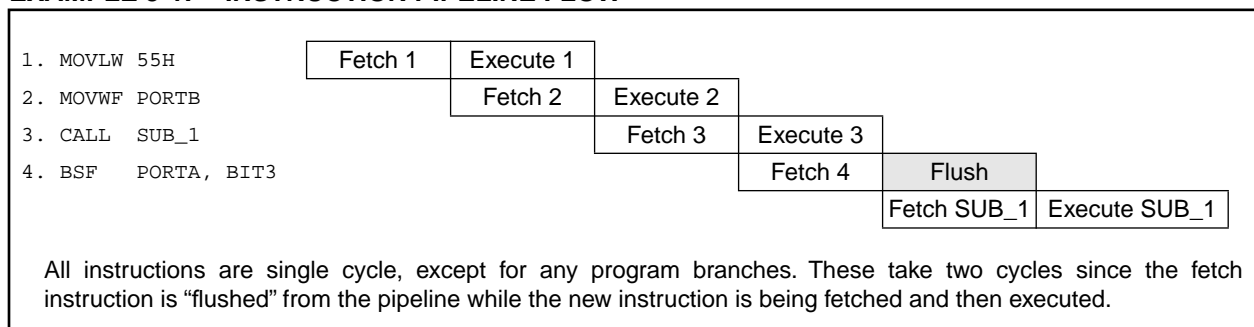 EXAMPLE 3-1: INSTRUCTION PIPELINE FLOW
1. MOVLW 55H Fetch 1 Execute 1
2. MOVWF PORTB Fetch 2 Execute 2
3. CALL SUB_1 Fetch 3 Execute 3
4. BSF PORTA, BIT3 Fetch 4 Flush
Fetch SUB_1 Execute SUB_1
All instructions are single cycle, except for any program branches. These take two cycles since the fetch
instruction is “flushed” from the pipeline while the new instruction is being fetched and then executed.